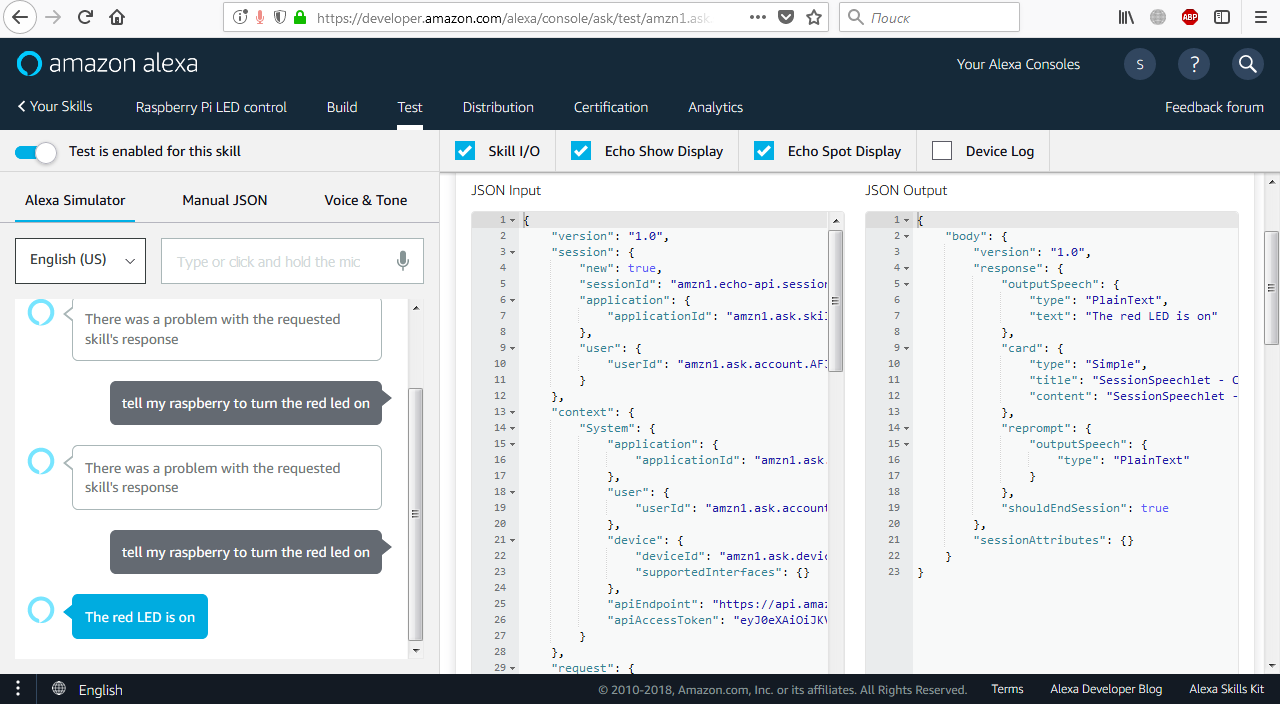 https://developer.amazon.com/alexa/console/ask/test/amzn1.ask.
Поиск
ABP
amazon alexa
Your Alexa Consoles
S
?
Your Skills
Raspberry Pi LED control
Build
Test
Distribution
Certification
Analytics
Feedback forum
Test is enabled for this skill
Skill I/O
Echo Show Display
Echo Spot Display
Device Log
Alexa Simulator
Manual JSON
Voice & Tone
English (US)
Type or click and hold the mic
There was a problem with the requested
skill's response
tell my raspberry to turn the red led on
There was a problem with the requested
skill's response
tell my raspberry to turn the red led on
The red LED is on
JSON Input
1 {
2 "version": "1.0",
3 "session": {
4 "new": true,
5 "sessionId": "amzn1.echo-api.session
6 "application": {
7 "applicationId": "amzn1.ask.skil
8 },
9 "user": {
10 "userId": "amzn1.ask.account.AF
11 }
12 },
13 "context": {
14 "System": {
15 "application": {
16 "applicationId": "amzn1.ask.
17 },
18 "user": {
19 "userId": "amzn1.ask.account
20 },
21 "device": {
22 "deviceId": "amzn1.ask.devic
23 "supportedInterfaces": {}
24 },
25 "apiEndpoint": "https://api.amaz
26 "apiAccessToken": "eyJ0eXAiOiJKV
27 }
28 },
29 "request": {
JSON Output
1 {
2 "body": {
3 "version": "1.0",
4 "response": {
5 "outputSpeech": {
6 "type": "PlainText",
7 "text": "The red LED is on"
8 },
9 "card": {
10 "type": "Simple",
11 "title": "SessionSpeechlet - C
12 "content": "SessionSpeechlet -
13 },
14 "reprompt": {
15 "outputSpeech": {
16 "type": "PlainText"
17 }
18 },
19 "shouldEndSession": true
20 },
21 "sessionAttributes": {}
22 }
23 }
English
© 2010-2018, Amazon.com, Inc. or its affiliates. All Rights Reserved.
Terms
Alexa Developer Blog
Alexa Skills Kit